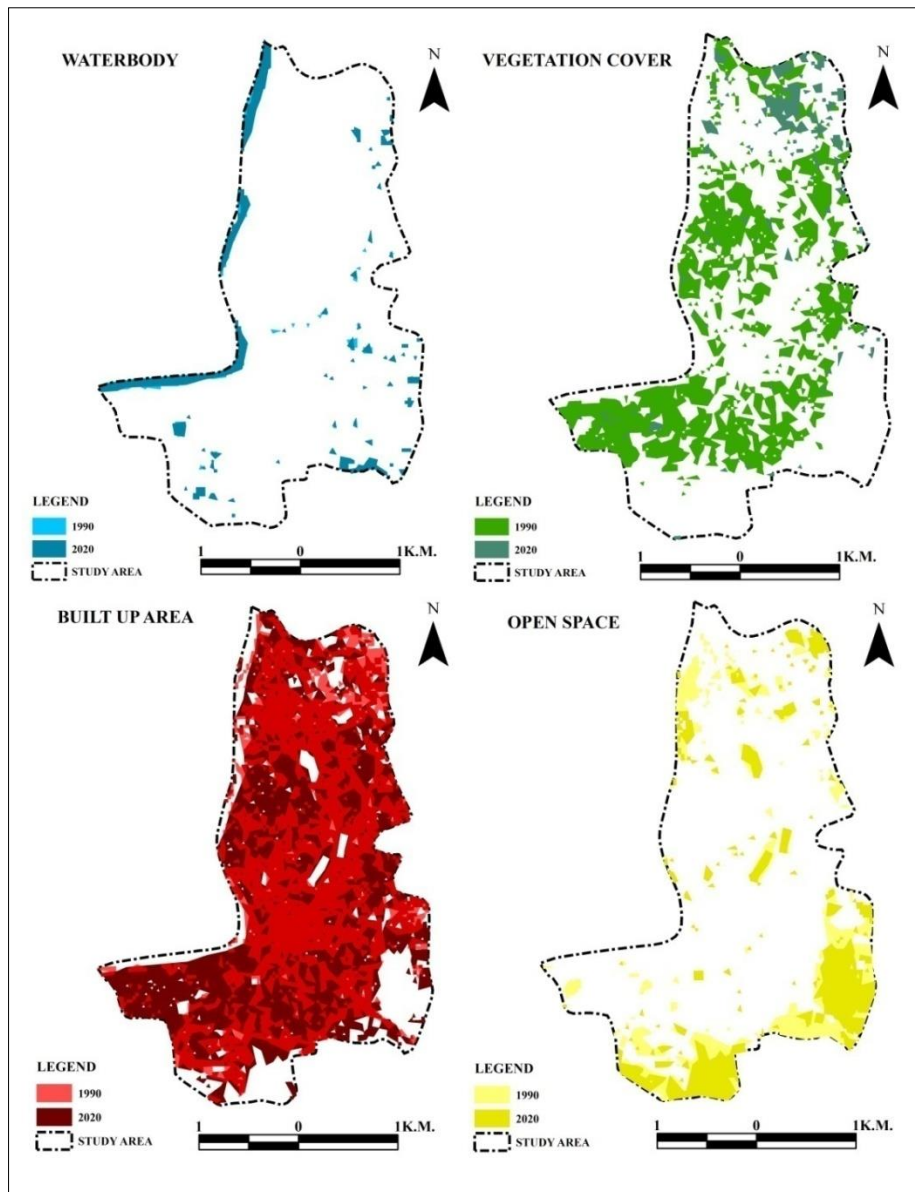 WATERBODY
N
LEGEND
1990
2020
STUDY AREA
1 0 1K.M.
VEGETATION COVER
N
LEGEND
1990
2020
STUDY AREA
1 0 1K.M.
BUILT UP AREA
N
LEGEND
1990
2020
STUDY AREA
1 0 1K.M.
OPEN SPACE
N
LEGEND
1990
2020
STUDY AREA
1 0 1K.M.